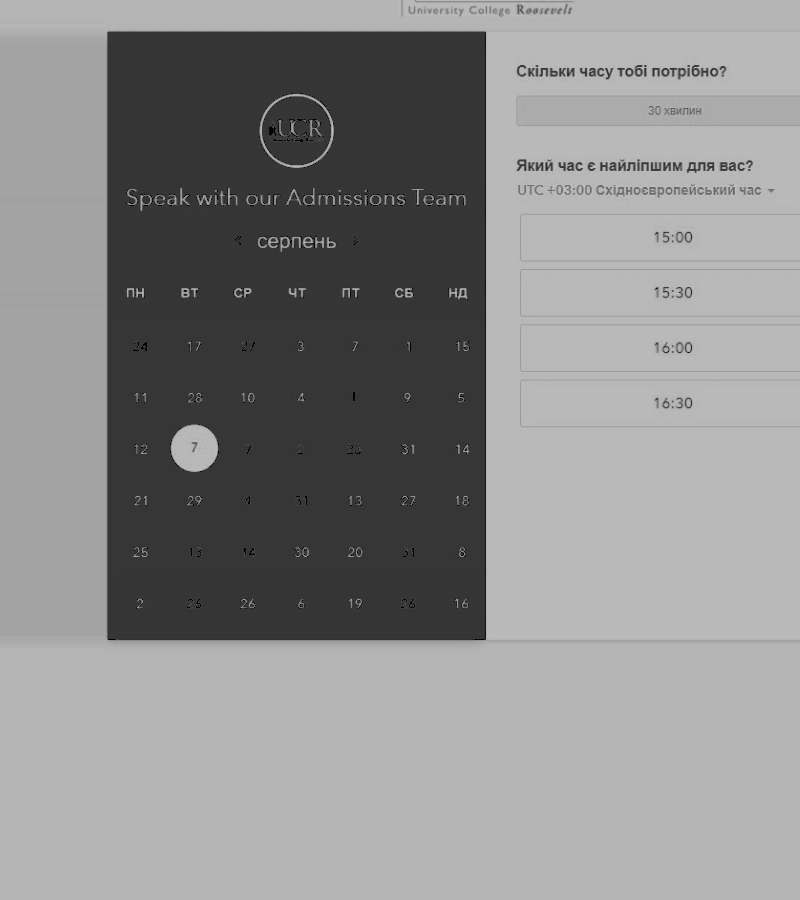 University College Roosevelt
UCR
Speak with our Admissions Team
серпень
ПН ВТ СР ЧТ ПТ СБ НД
24 17 27 3 7 1 15
11 28 10 4 9 5
12 7 7 31 14
21 29 4 31 13 27 18
25 13 14 30 20 31 8
2 26 26 6 19 26 16
Скільки часу тобі потрібно?
30 хвилин
Який час є найліпшим для вас?
UTC +03:00 Східноєвропейський час
15:00
15:30
16:00
16:30